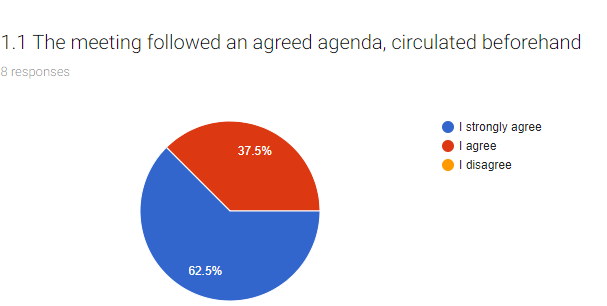 1.1 The meeting followed an agreed agenda, circulated beforehand
8 responses
I strongly agree
I agree
I disagree
37.5%
62.5%